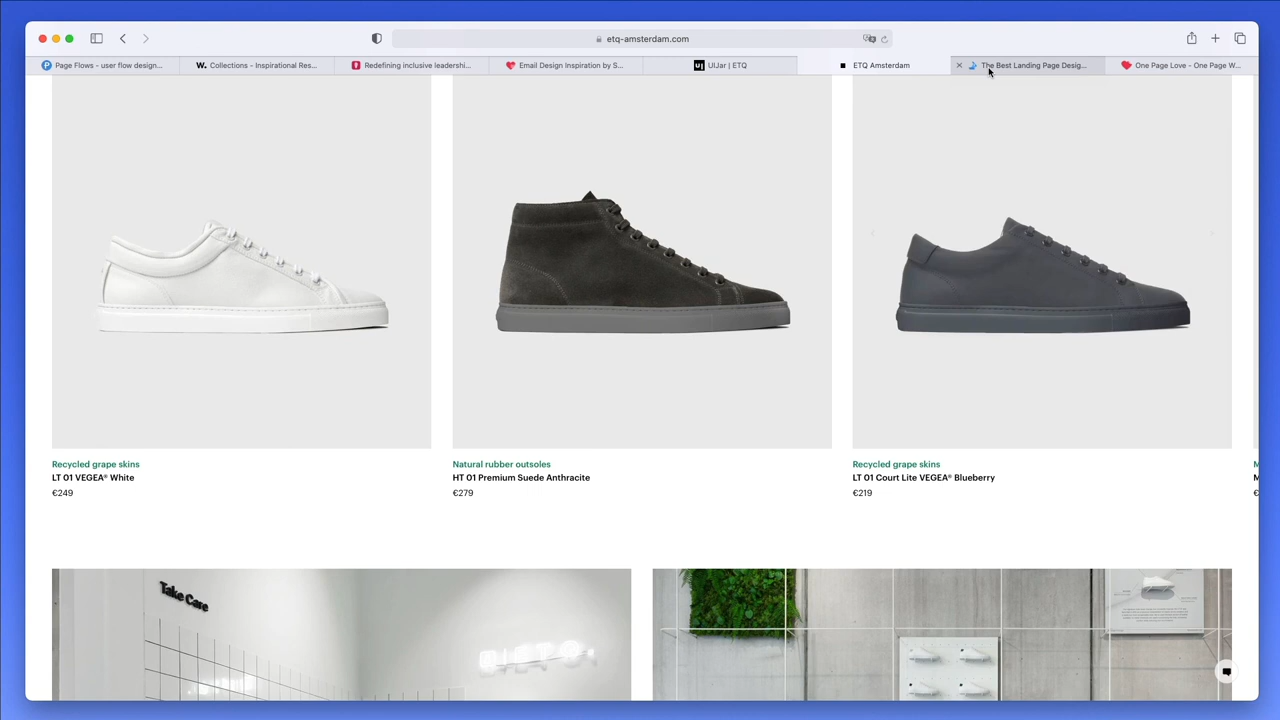 etq-amsterdam.com
Page Flows - user flow design...
W. Collections - Inspirational Res...
Redefining inclusive leadershi...
Email Design Inspiration by S...
UIJar | ETQ
ETQ Amsterdam
The Best Landing Page Desig...
One Page Love - One Page W...
Recycled grape skins
LT 01 VEGEA® White
€249
Natural rubber outsoles
HT 01 Premium Suede Anthracite
€279
Recycled grape skins
LT 01 Court Lite VEGEA® Blueberry
€219
Take Care